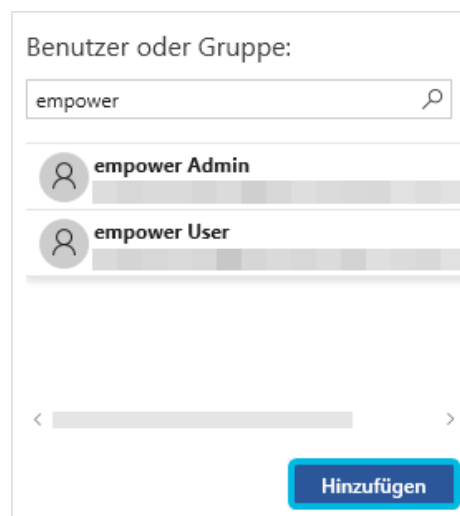 Benutzer oder Gruppe:
empower
empower Admin
empower User
Hinzufügen